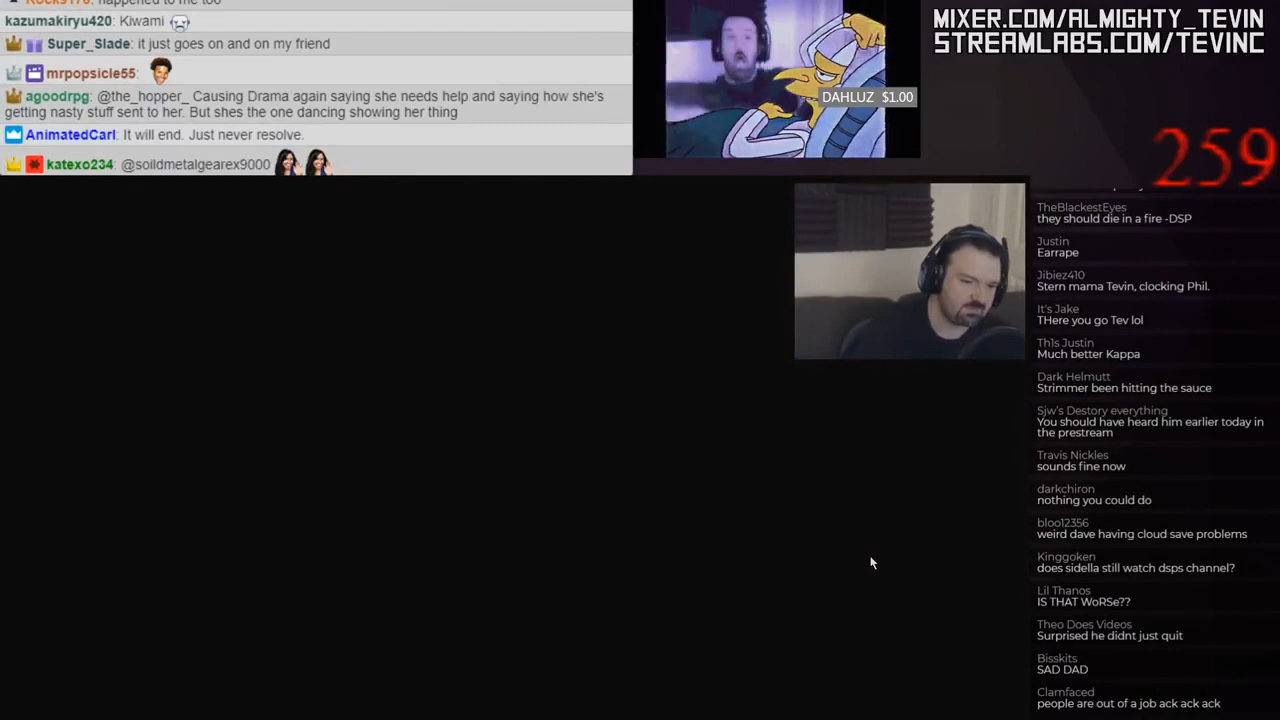 happened to me too
kazumakiryu420: Kiwami
Super_Slade: it just goes on and on my friend
mrpopsicle55:
agoodrpg: @the_hopper_ Causing Drama again saying she needs help and saying how she's
getting nasty stuff sent to her. But shes the one dancing showing her thing
AnimatedCarl: It will end. Just never resolve.
katexo234: @soildmetalgearex9000
DAHLUZ $1.00
MIXER.COM/ALMIGHTY_TEVIN
STREAMLABS.COM/TEVINC
259
TheBlackestEyes
they should die in a fire -DSP
Justin
Earrape
Jibiez410
Stern mama Tevin, clocking Phil.
It's Jake
THere you go Tev lol
Th1s Justin
Much better Kappa
Dark Helmutt
Strimmer been hitting the sauce
Sjw's Destory everything
You should have heard him earlier today in
the prestream
Travis Nickles
sounds fine now
darkchiron
nothing you could do
bloo12356
weird dave having cloud save problems
Kinggoken
does sidella still watch dsps channel?
Lil Thanos
IS THAT WoRSe??
Theo Does Videos
Surprised he didnt just quit
Bisskits
SAD DAD
Clamfaced
people are out of a job ack ack ack